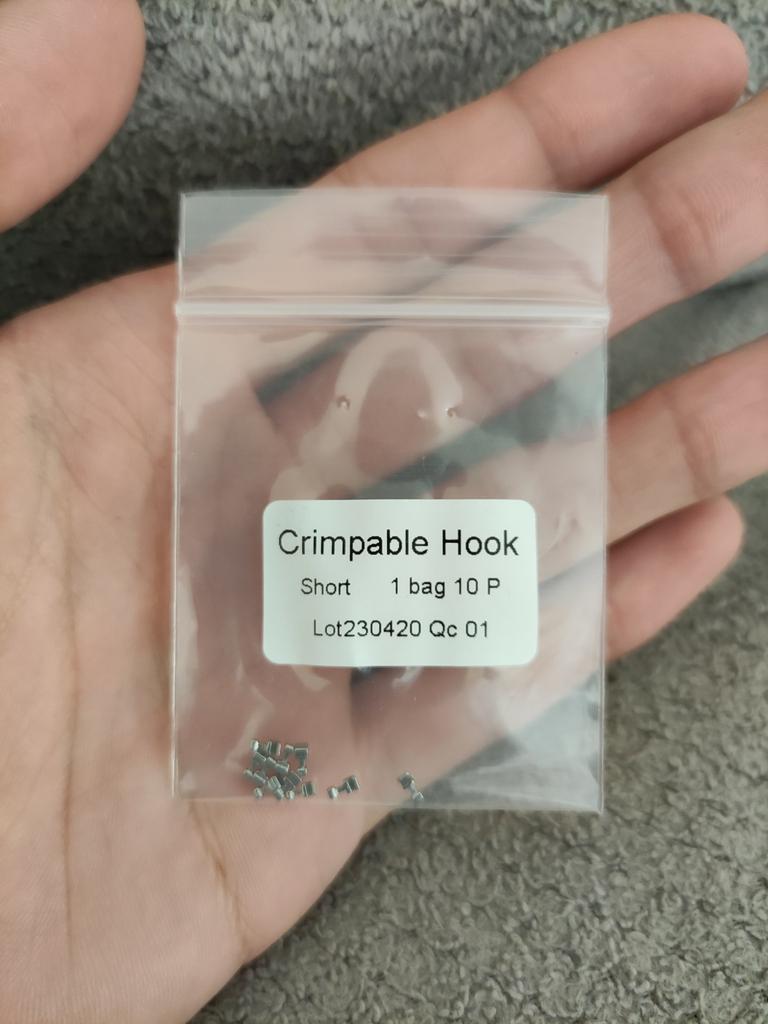 Crimpable Hook
Short 1 bag 10 P
Lot230420 Qc 01